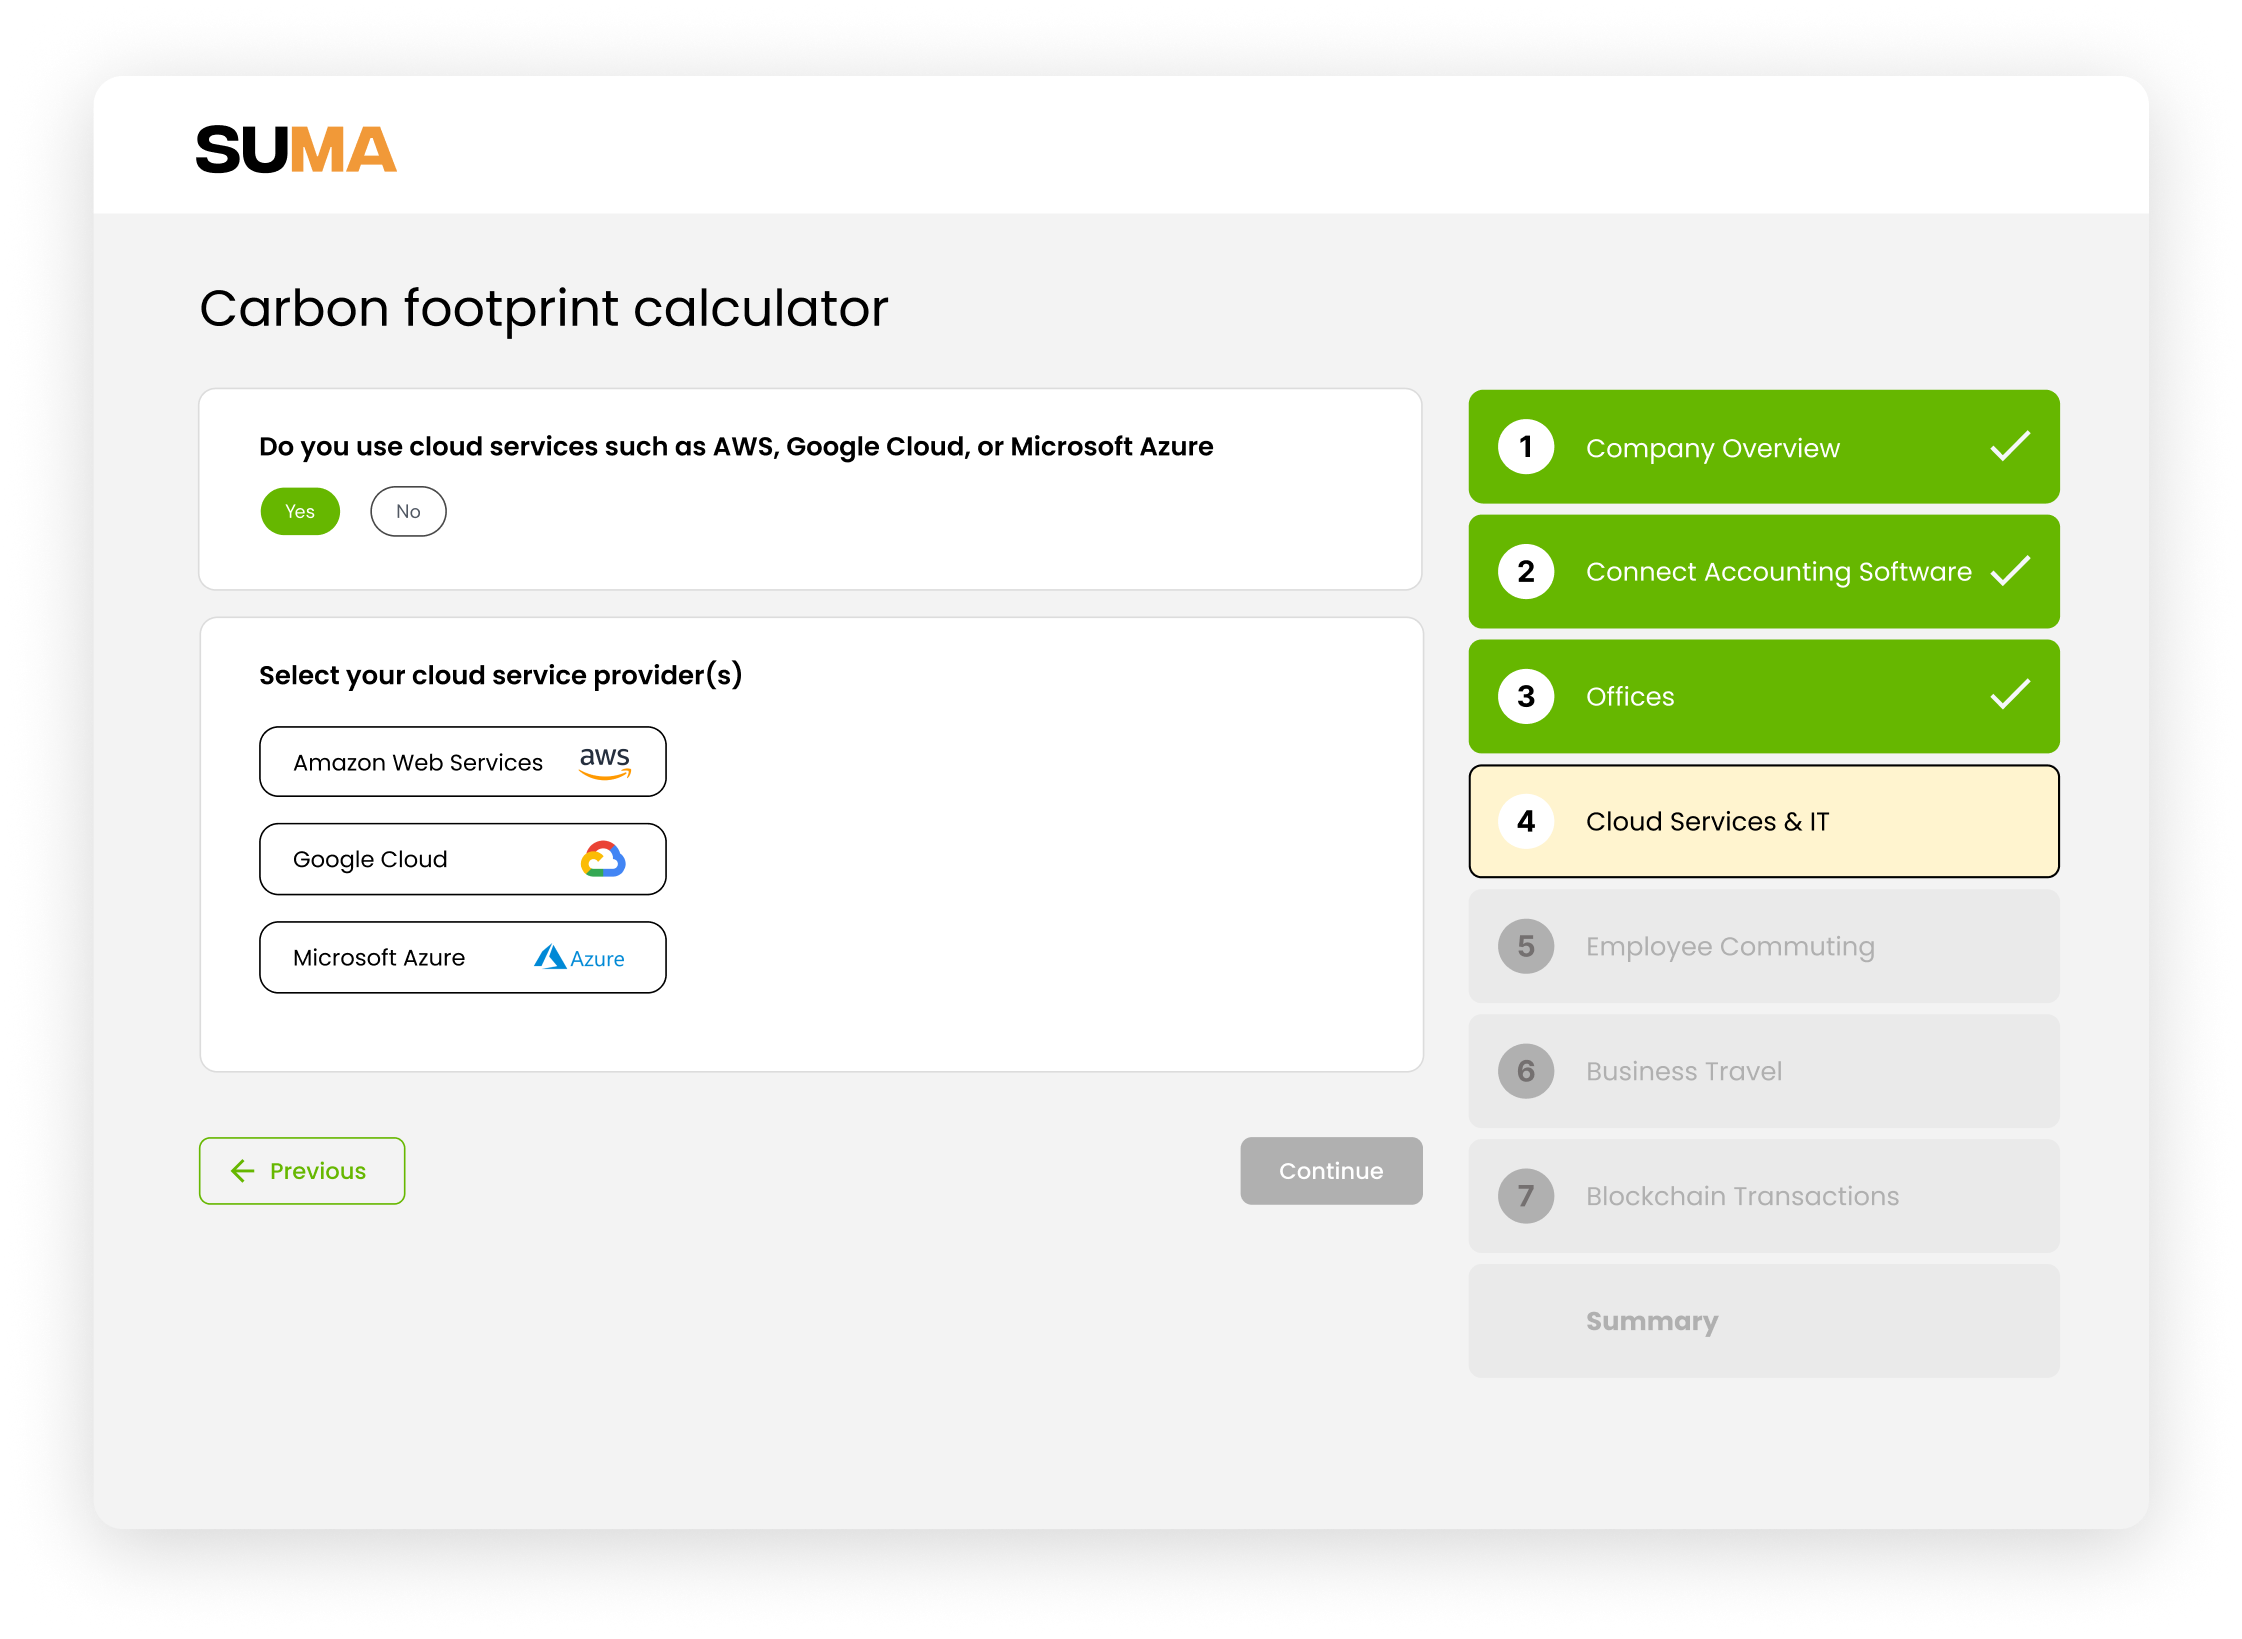 SUMA
Carbon footprint calculator
Do you use cloud services such as AWS, Google Cloud, or Microsoft Azure
Yes
No
Select your cloud service provider(s)
Amazon Web Services
aws
Google Cloud
Microsoft Azure
Azure
Previous
Continue
1
Company Overview
2
Connect Accounting Software
3
Offices
4
Cloud Services & IT
5
Employee Commuting
6
Business Travel
7
Blockchain Transactions
Summary